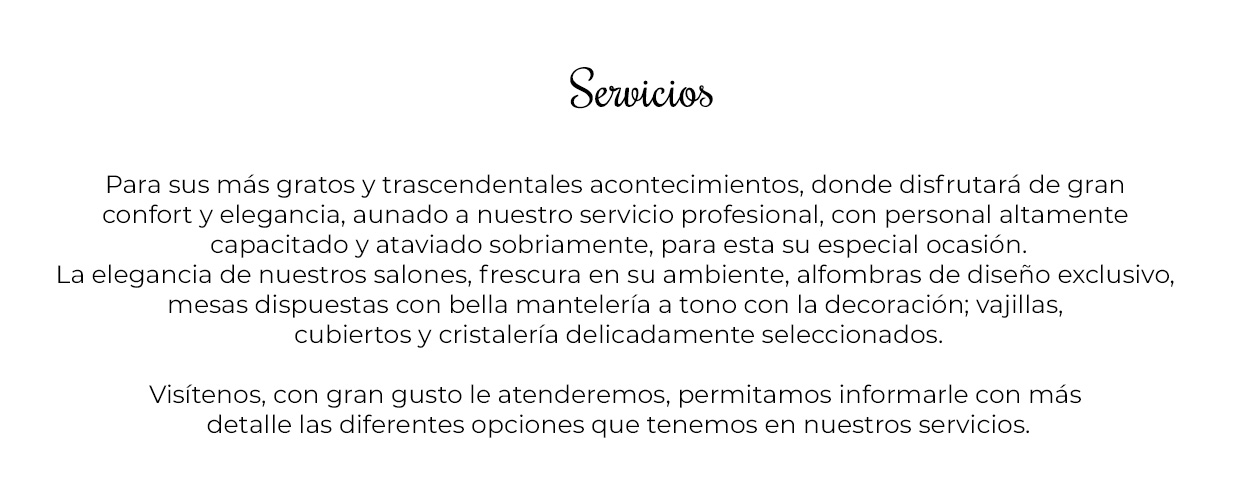 Servicios
Para sus más gratos y trascendentales acontecimientos, donde disfrutará de gran
confort y elegancia, aunado a nuestro servicio profesional, con personal altamente
capacitado y ataviado sobriamente, para esta su especial ocasión.
La elegancia de nuestros salones, frescura en su ambiente, alfombras de diseño exclusivo,
mesas dispuestas con bella mantelería a tono con la decoración; vajillas,
cubiertos y cristalería delicadamente seleccionados.
Visítenos, con gran gusto le atenderemos, permitamos informarle con más
detalle las diferentes opciones que tenemos en nuestros servicios.